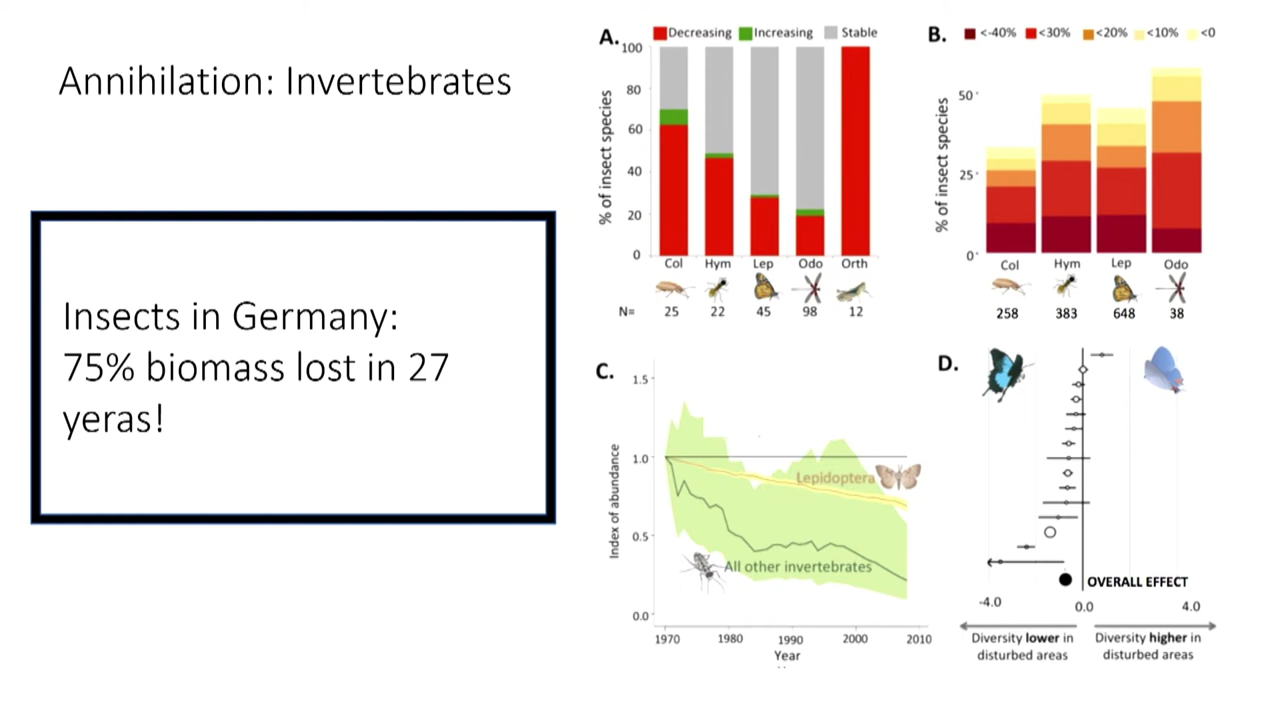 Annihilation: Invertebrates
Insects in Germany:
75% biomass lost in 27
yeras!
A.
Decreasing Increasing Stable
% of insect species
100
80
60
40
20
0
Col Hym Lep Odo Orth
N= 25 22 45 98 12
B.
<-40% <30% <20% <10% <0
% of insect species
50
25
0
Col Hym Lep Odo
258 383 648 38
C.
Index of abundance
1.5
1.0
0.5
0.0
Lepidoptera
All other invertebrates
1970 1980 1990 2000 2010
Year
D.
OVERALL EFFECT
-4.0 0.0 4.0
Diversity lower in
disturbed areas
Diversity higher in
disturbed areas